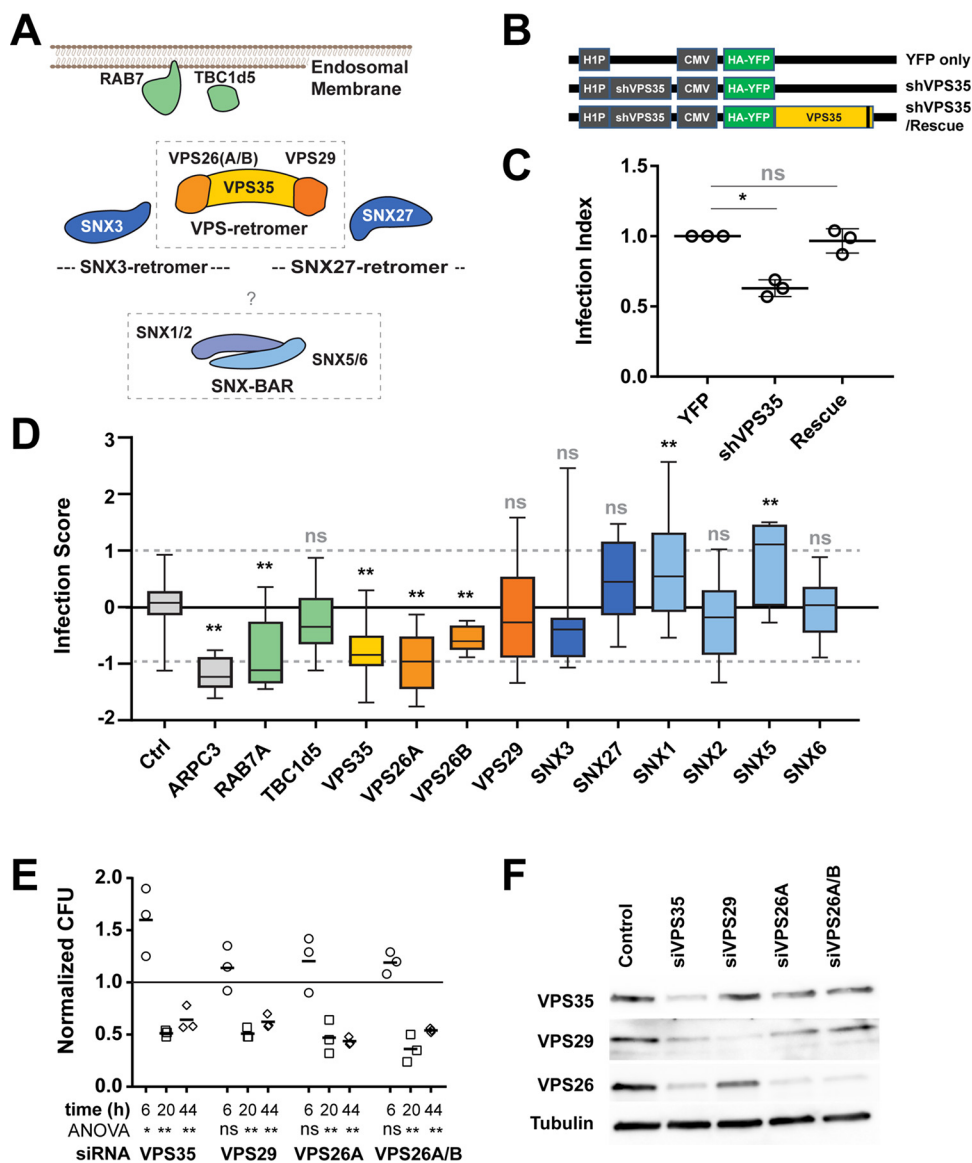 A
RAB7
TBC1d5
Endosomal
Membrane
VPS26(A/B)
VPS29
VPS35
VPS-retromer
SNX3
SNX27
--- SNX3-retromer ---
--- SNX27-retromer --
?
SNX1/2
SNX5/6
SNX-BAR
B
H1P CMV HA-YFP YFP only
H1P shVPS35 CMV HA-YFP shVPS35
H1P shVPS35 CMV HA-YFP VPS35 shVPS35
/Rescue
C
Infection Index
1.5
1.0
0.5
0.0
ns
*
YFP
shVPS35
Rescue
D
Infection Score
3
2
1
0
-1
-2
** ** ns ** ** ** ns ns ns ** ns ** ns
Ctrl
ARPC3
RAB7A
TBC1d5
VPS35
VPS26A
VPS26B
VPS29
SNX3
SNX27
SNX1
SNX2
SNX5
SNX6
E
Normalized CFU
2.0
1.5
1.0
0.5
0.0
time (h) 6 20 44 6 20 44 6 20 44 6 20 44
ANOVA * ** ** ns ** ** ns ** ** ns ** **
siRNA VPS35 VPS29 VPS26A VPS26A/B
F
Control
siVPS35
siVPS29
siVPS26A
siVPS26A/B
VPS35
VPS29
VPS26
Tubulin